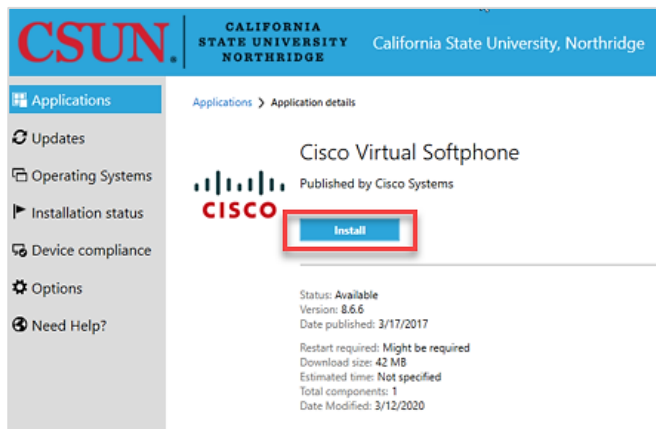 CSUN.
CALIFORNIA
STATE UNIVERSITY
NORTHRIDGE
California State University, Northridge
Applications
Updates
Operating Systems
Installation status
Device compliance
Options
Need Help?
Applications ❯ Application details
Cisco Virtual Softphone
CISCO
Published by Cisco Systems
Install
Status: Available
Version: 8.6.6
Date published: 3/17/2017
Restart required: Might be required
Download size: 42 MB
Estimated time: Not specified
Total components: 1
Date Modified: 3/12/2020